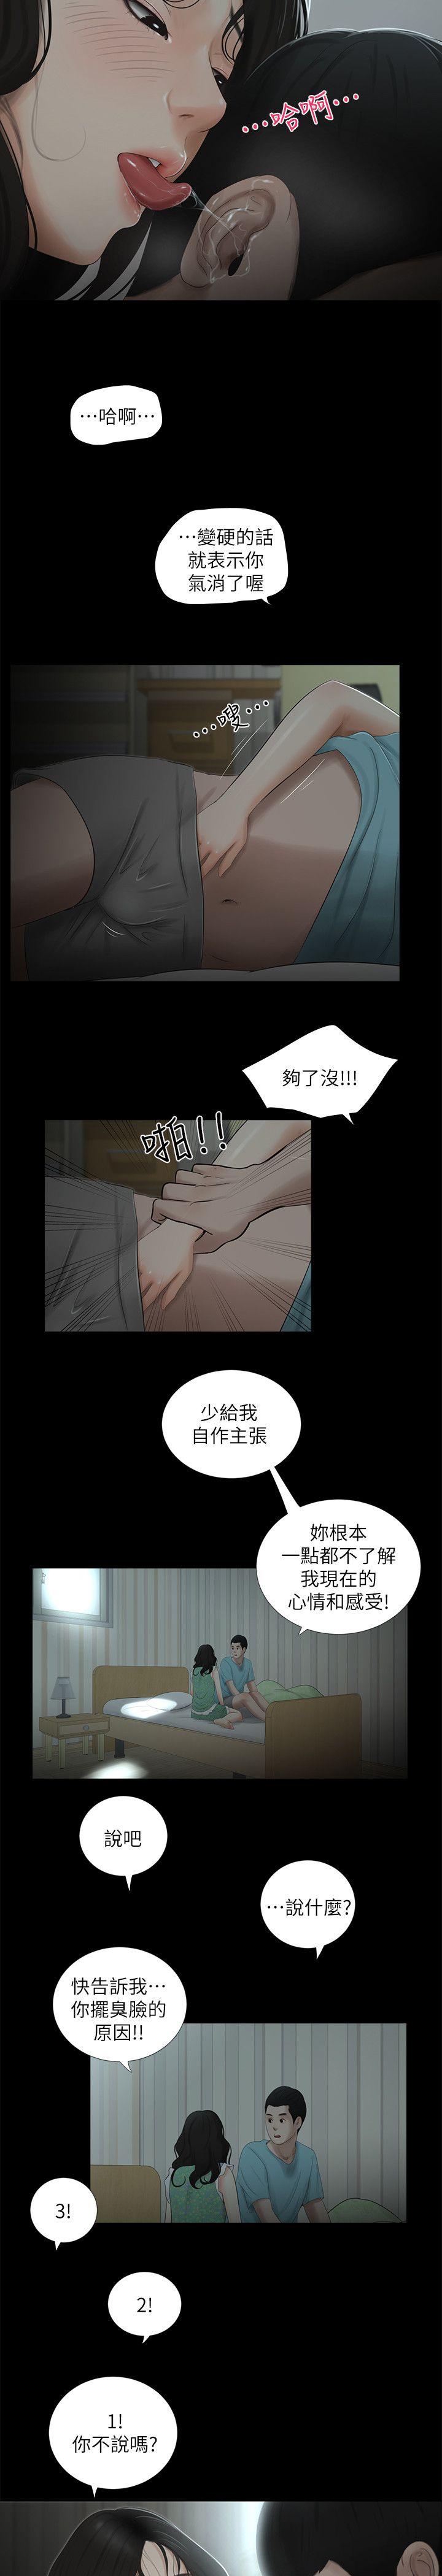 …哈啊…
…哈啊…
…變硬的話
就表示你
氣消了喔
…嗖…
夠了沒!!!
啪!!
少給我
自作主張
妳根本
一點都不了解
我現在的
心情和感受!
說吧
…說什麼?
快告訴我…
你擺臭臉的
原因!!
3!
2!
1!
你不說嗎?